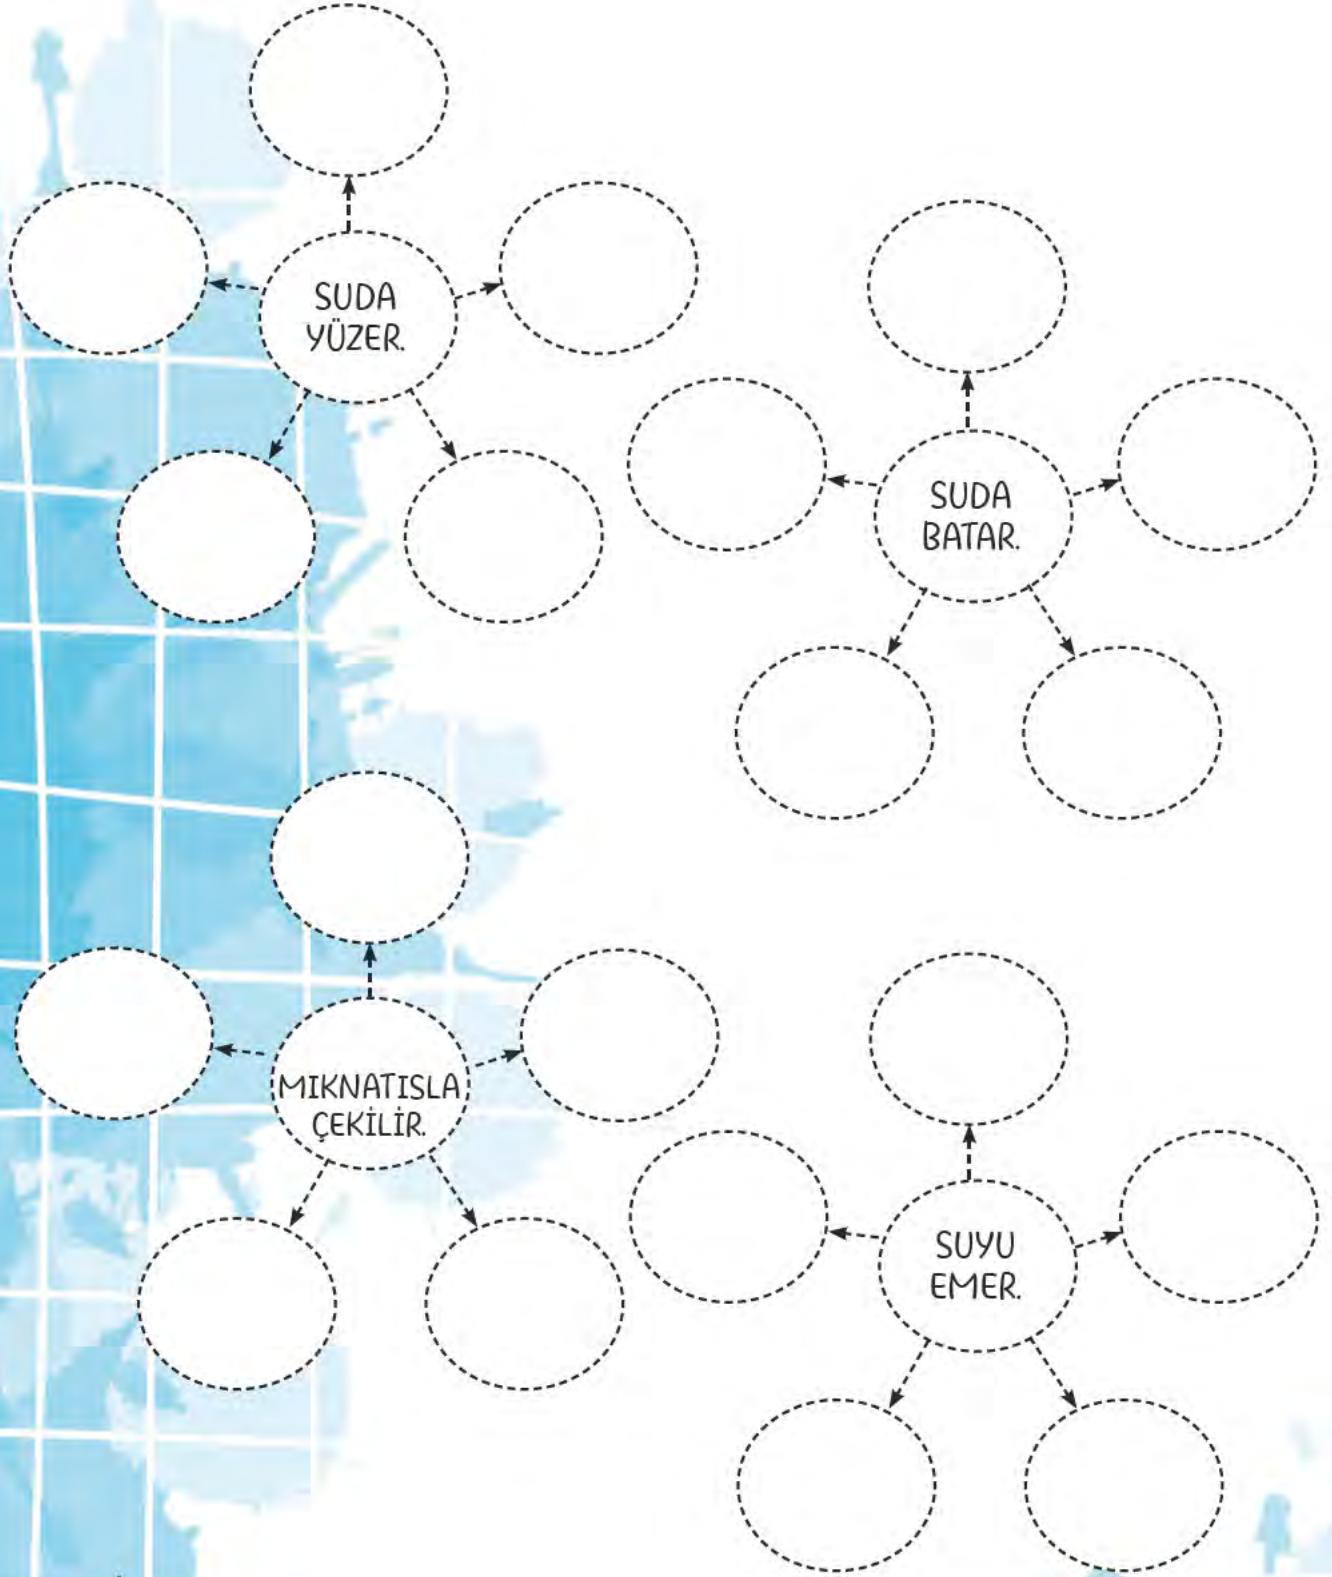 SUDA
YÜZER.
SUDA
BATAR.
MIKNATISLA
ÇEKİLİR.
SUYU
EMER.